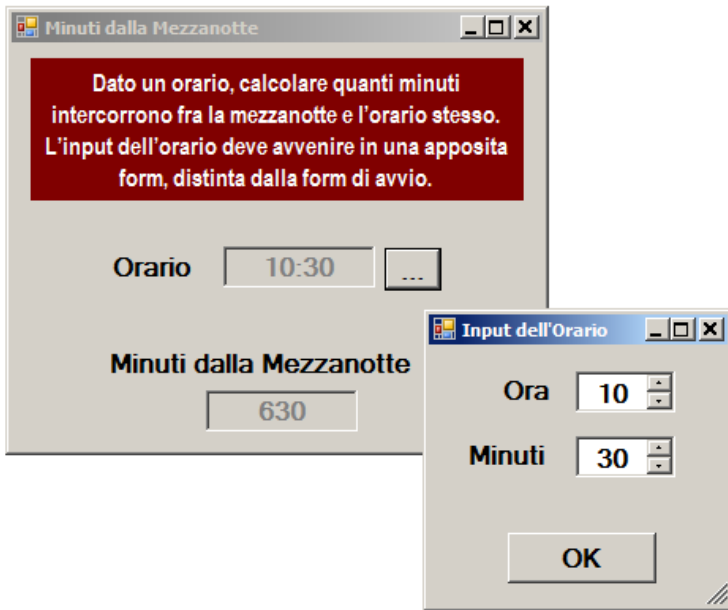 Minuti dalla Mezzanotte
Dato un orario, calcolare quanti minuti
intercorrono fra la mezzanotte e l'orario stesso.
L'input dell'orario deve avvenire in una apposita
form, distinta dalla form di avvio.
Orario 10:30 ...
Minuti dalla Mezzanotte
630
Input dell'Orario
Ora 10
Minuti 30
OK